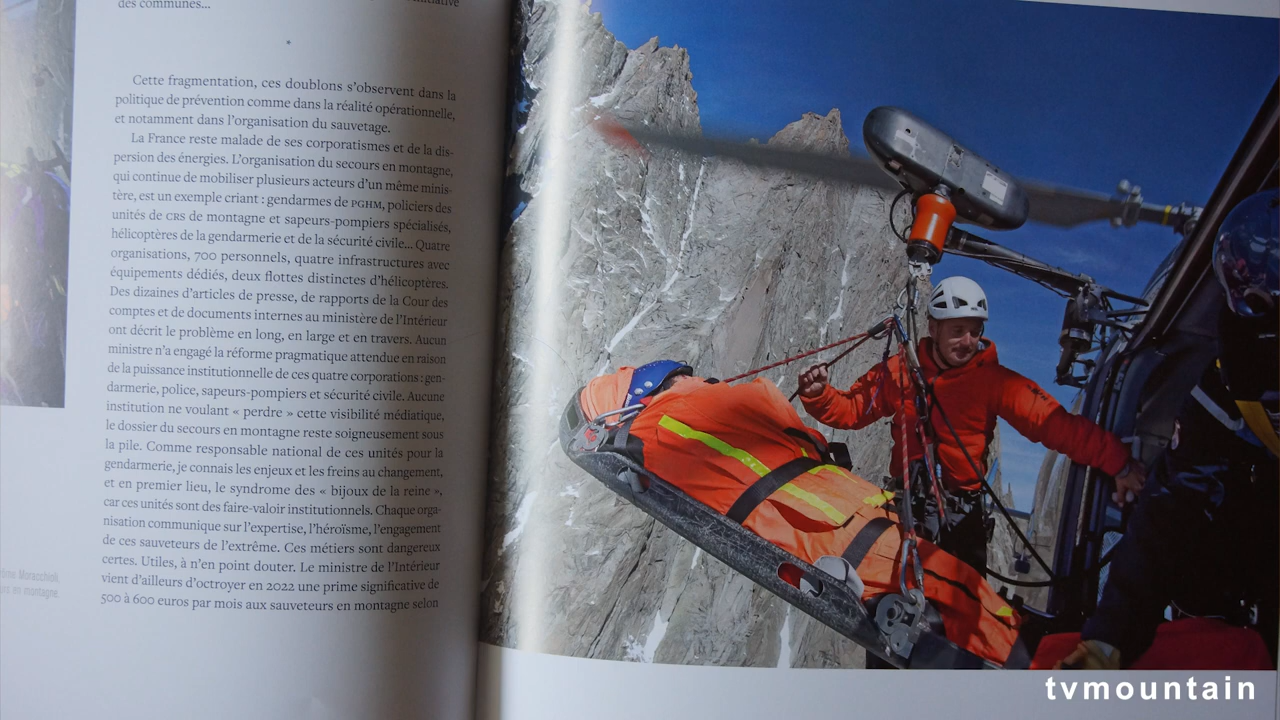 des communes...
Cette fragmentation, ces doublons s'observent dans la
politique de prévention comme dans la réalité opérationnelle,
et notamment dans l'organisation du sauvetage.
La France reste malade de ses corporatismes et de la dis-
persion des énergies. L'organisation du secours en montagne,
qui continue de mobiliser plusieurs acteurs d'un même minis-
tère, est un exemple criant : gendarmes de PGHM, policiers des
unités de CRS de montagne et sapeurs-pompiers spécialisés,
hélicoptères de la gendarmerie et de la sécurité civile... Quatre
organisations, 700 personnels, quatre infrastructures avec
équipements dédiés, deux flottes distinctes d'hélicoptères.
Des dizaines d'articles de presse, de rapports de la Cour des
comptes et de documents internes au ministère de l'Intérieur
ont décrit le problème en long, en large et en travers. Aucun
ministre n'a engagé la réforme pragmatique attendue en raison
de la puissance institutionnelle de ces quatre corporations : gen-
darmerie, police, sapeurs-pompiers et sécurité civile. Aucune
institution ne voulant « perdre » cette visibilité médiatique,
le dossier du secours en montagne reste soigneusement sous
la pile. Comme responsable national de ces unités pour la
gendarmerie, je connais les enjeux et les freins au changement,
et en premier lieu, le syndrome des « bijoux de la reine »,
car ces unités sont des faire-valoir institutionnels. Chaque orga-
nisation communique sur l'expertise, l'héroïsme, l'engagement
de ces sauveteurs de l'extrême. Ces métiers sont dangereux
certes. Utiles, à n'en point douter. Le ministre de l'Intérieur
vient d'ailleurs d'octroyer en 2022 une prime significative de
500 à 600 euros par mois aux sauveteurs en montagne selon
Moracchioli,
en montagne.
tvmountain